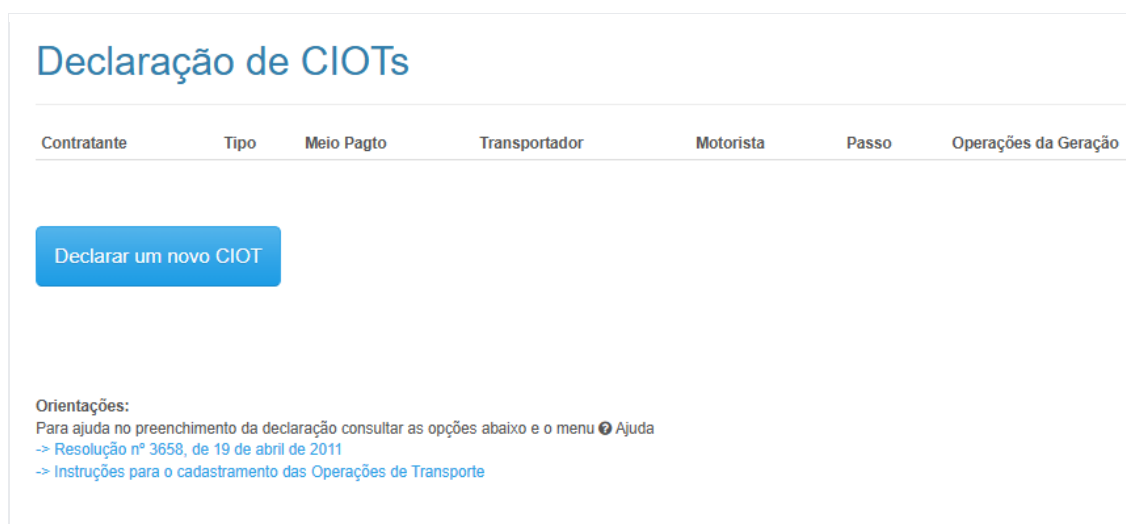 Declaração de CIOTs
Contratante Tipo Meio Pagto Transportador Motorista Passo Operações da Geração
Declarar um novo CIOT
Orientações:
Para ajuda no preenchimento da declaração consultar as opções abaixo e o menu ? Ajuda
-> Resolução nº 3658, de 19 de abril de 2011
-> Instruções para o cadastramento das Operações de Transporte